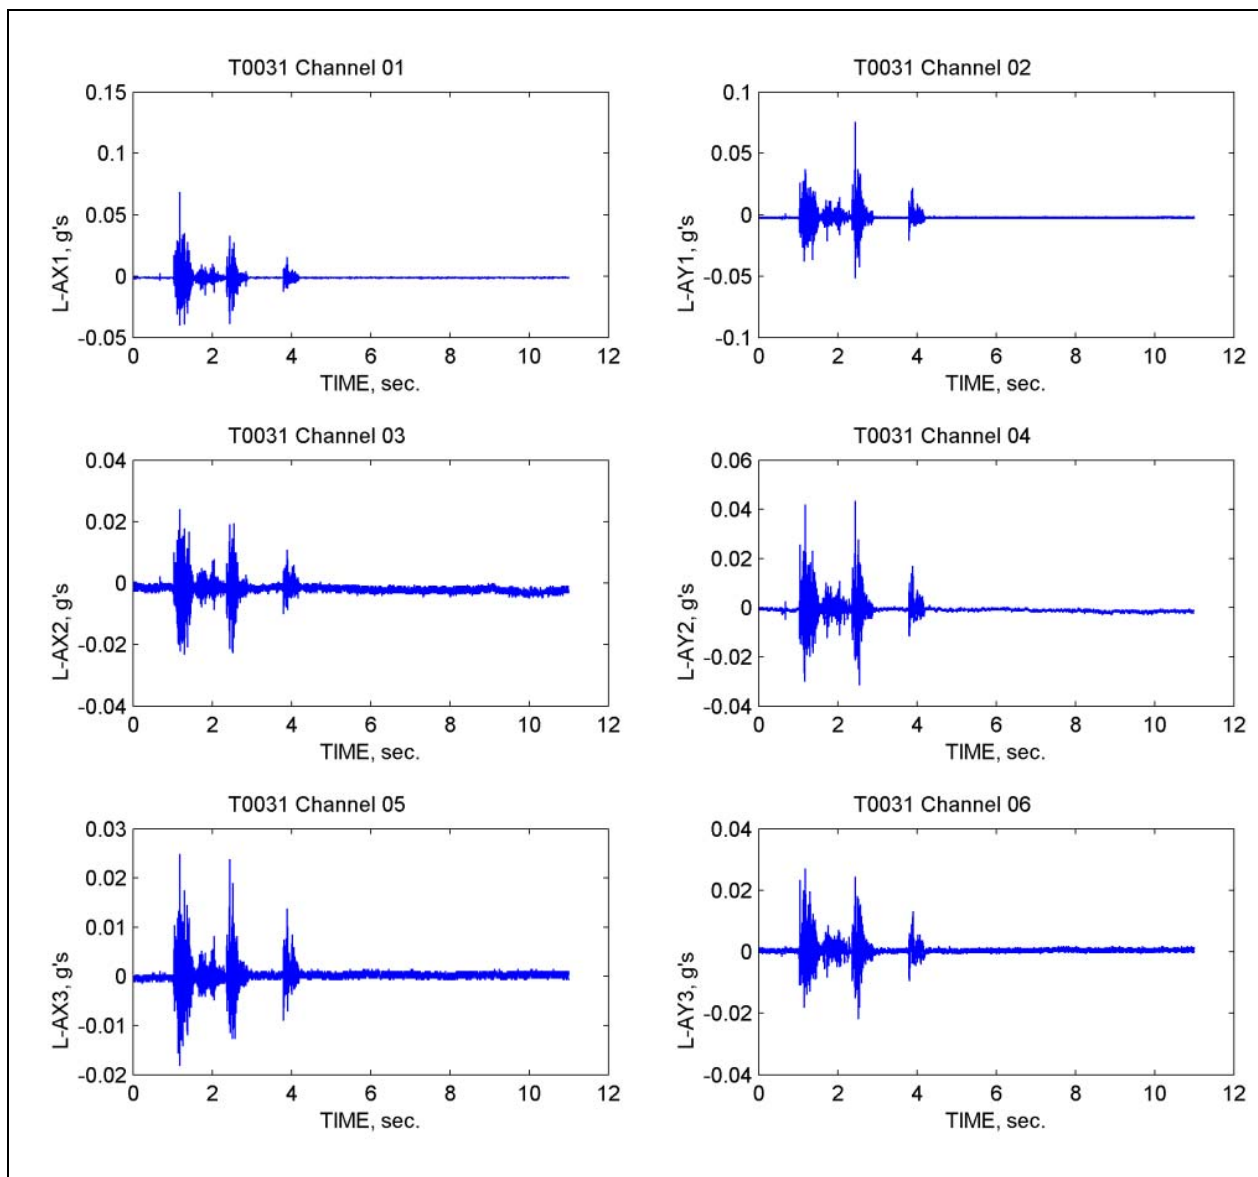 T0031 Channel 01
0.15
0.1
0.05
0
-0.05
L-AX1, g's
0 2 4 6 8 10 12
TIME, sec.
T0031 Channel 02
0.1
0.05
0
-0.05
-0.1
L-AY1, g's
0 2 4 6 8 10 12
TIME, sec.
T0031 Channel 03
0.04
0.02
0
-0.02
-0.04
L-AX2, g's
0 2 4 6 8 10 12
TIME, sec.
T0031 Channel 04
0.06
0.04
0.02
0
-0.02
-0.04
L-AY2, g's
0 2 4 6 8 10 12
TIME, sec.
T0031 Channel 05
0.03
0.02
0.01
0
-0.01
-0.02
L-AX3, g's
0 2 4 6 8 10 12
TIME, sec.
T0031 Channel 06
0.04
0.02
0
-0.02
-0.04
L-AY3, g's
0 2 4 6 8 10 12
TIME, sec.